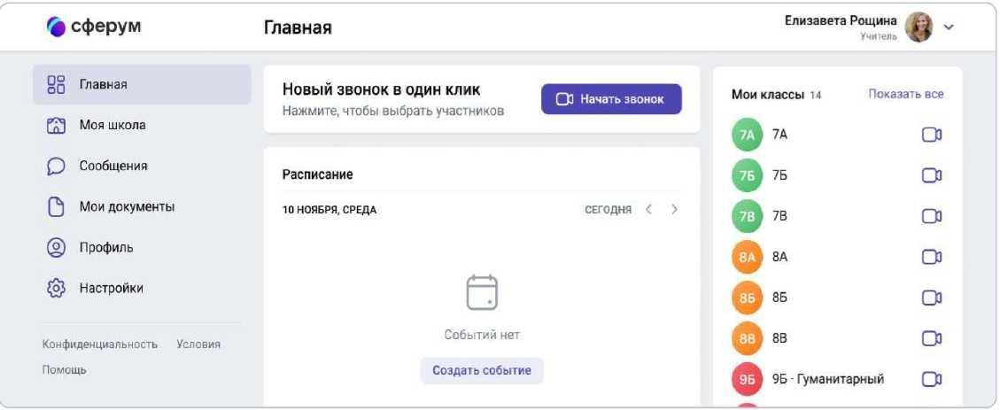 сферум
Главная
Елизавета Рощина
Учитель
Главная
Моя школа
Сообщения
Мои документы
Профиль
Настройки
Конфиденциальность Условия
Помощь
Новый звонок в один клик
Нажмите, чтобы выбрать участников
Начать звонок
Расписание
10 НОЯБРЯ, СРЕДА
СЕГОДНЯ
Событий нет
Создать событие
Мои классы 14 Показать все
7А 7А
7Б 7Б
7В 7В
8А 8А
8Б 8Б
8В 8В
9Б 9Б · Гуманитарный